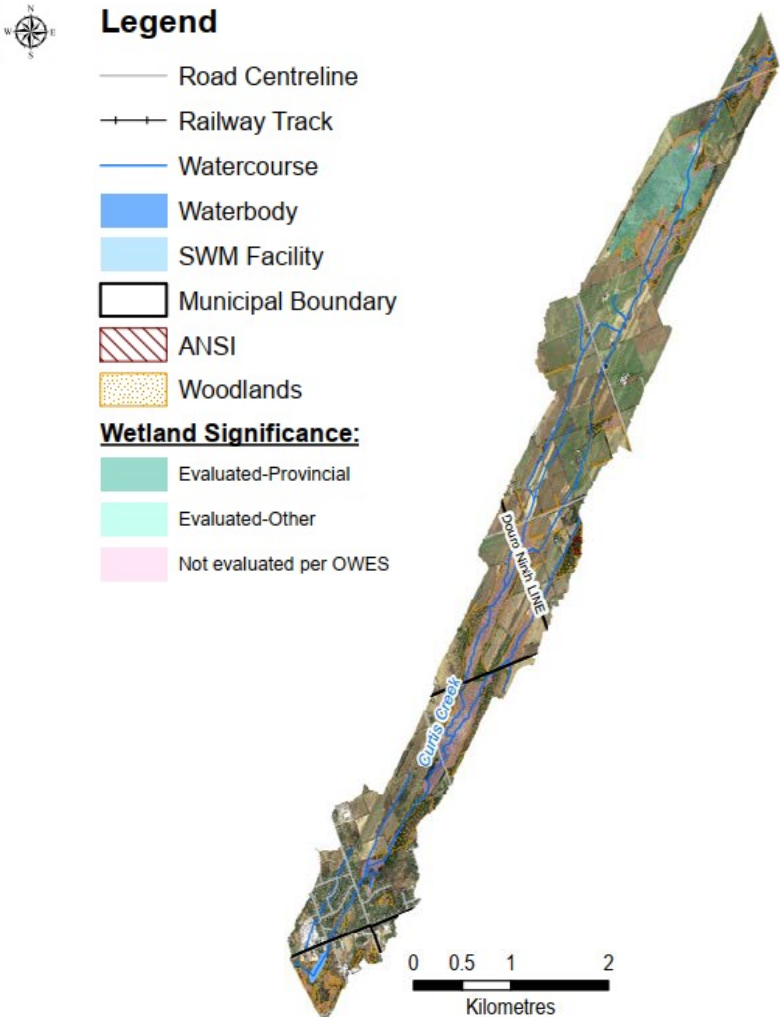 N
W E
S
Legend
Road Centreline
Railway Track
Watercourse
Waterbody
SWM Facility
Municipal Boundary
ANSI
Woodlands
Wetland Significance:
Evaluated-Provincial
Evaluated-Other
Not evaluated per OWES
Douro Ninth LINE
Curtis Creek
0 0.5 1 2
Kilometres